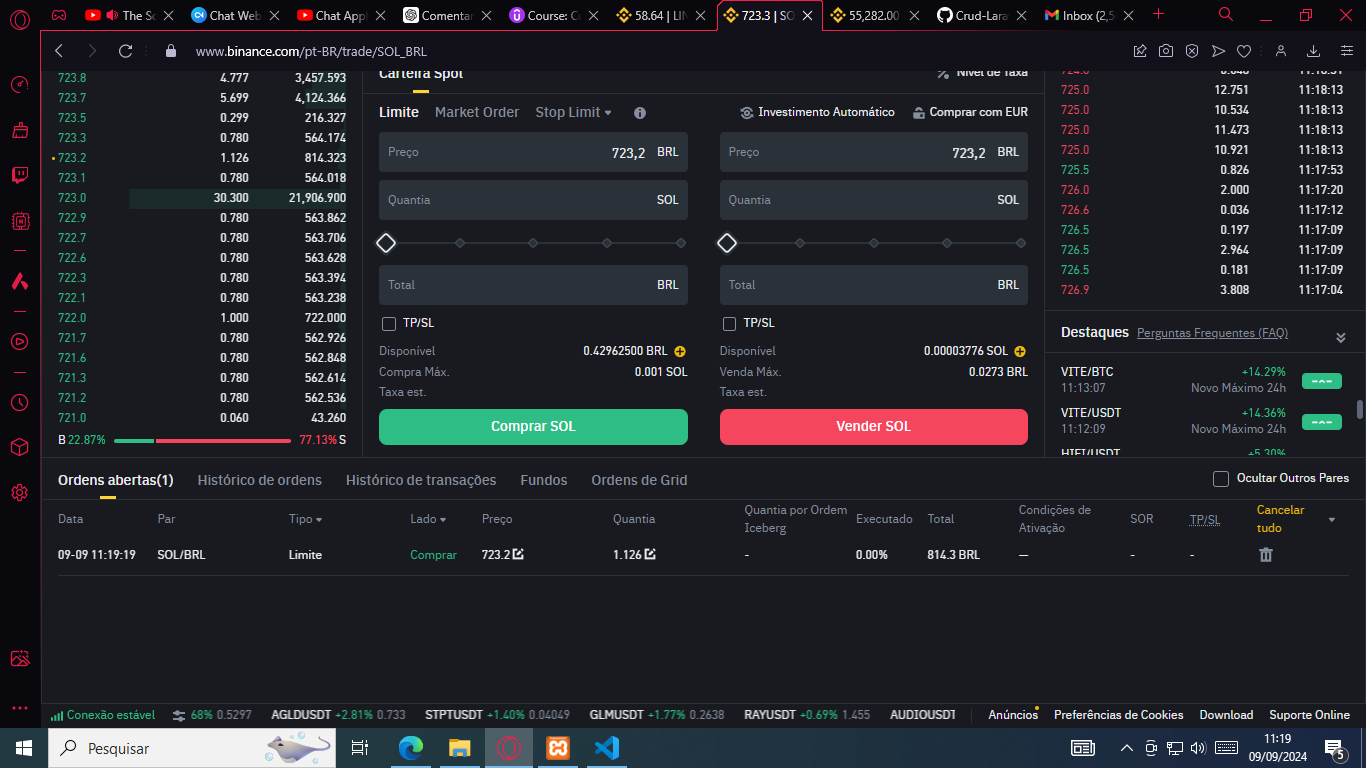 The So
Chat Web
Chat Appl
Comentar
Course: C
58.64 | LIN
723.3 | SO
55,282.00
Crud-Lara
Inbox (2,5
www.binance.com/pt-BR/trade/SOL_BRL
723.8 4.777 3,457.593
723.7 5.699 4,124.366
723.5 0.299 216.327
723.3 0.780 564.174
723.2 1.126 814.323
723.1 0.780 564.018
723.0 30.300 21,906.900
722.9 0.780 563.862
722.7 0.780 563.706
722.6 0.780 563.628
722.3 0.780 563.394
722.1 0.780 563.238
722.0 1.000 722.000
721.7 0.780 562.926
721.6 0.780 562.848
721.3 0.780 562.614
721.2 0.780 562.536
721.0 0.060 43.260
B 22.87% 77.13% S
Carteira Spot
Nível de Taxa
Limite Market Order Stop Limit
Investimento Automático Comprar com EUR
Preço 723,2 BRL
Quantia SOL
Total BRL
TP/SL
Disponível 0.42962500 BRL
Compra Máx. 0.001 SOL
Taxa est.
Comprar SOL
Preço 723,2 BRL
Quantia SOL
Total BRL
TP/SL
Disponível 0.00003776 SOL
Venda Máx. 0.0273 BRL
Taxa est.
Vender SOL
724.0 0.048 11:18:31
725.0 12.751 11:18:13
725.0 10.534 11:18:13
725.0 11.473 11:18:13
725.0 10.921 11:18:13
725.5 0.826 11:17:53
726.0 2.000 11:17:20
726.6 0.036 11:17:12
726.5 0.197 11:17:09
726.5 2.964 11:17:09
726.5 0.181 11:17:09
726.9 3.808 11:17:04
Destaques Perguntas Frequentes (FAQ)
VITE/BTC +14.29%
11:13:07 Novo Máximo 24h
VITE/USDT +14.36%
11:12:09 Novo Máximo 24h
HIFI/USDT +5.30%
Ordens abertas(1) Histórico de ordens Histórico de transações Fundos Ordens de Grid
Ocultar Outros Pares
Data Par Tipo Lado Preço Quantia Quantia por Ordem Iceberg Executado Total Condições de Ativação SOR TP/SL Cancelar tudo
09-09 11:19:19 SOL/BRL Limite Comprar 723.2 1.126 - 0.00% 814.3 BRL — - -
Conexão estável 68% 0.5297 AGLDUSDT +2.81% 0.733 STPTUSDT +1.40% 0.04049 GLMUSDT +1.77% 0.2638 RAYUSDT +0.69% 1.455 AUDIOUSDT
Anúncios Preferências de Cookies Download Suporte Online
Pesquisar
11:19
09/09/2024
5